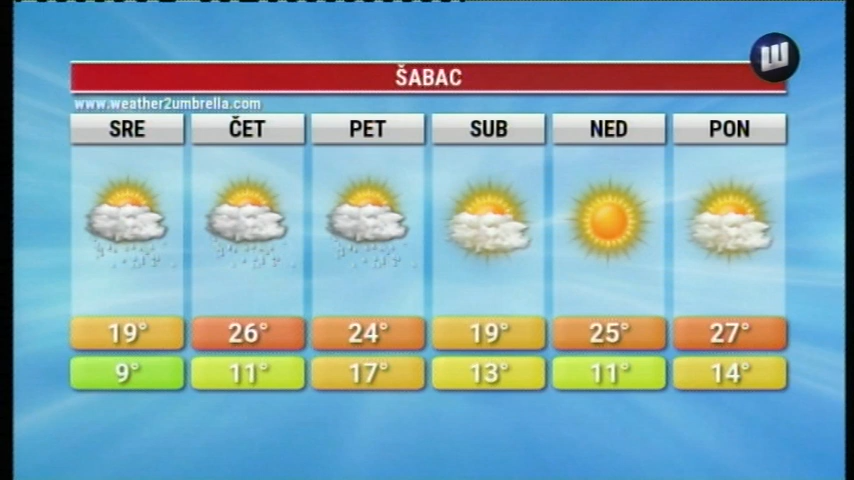 ŠABAC
www.weather2umbrella.com
SRE ČET PET SUB NED PON
19° 26° 24° 19° 25° 27°
9° 11° 17° 13° 11° 14°